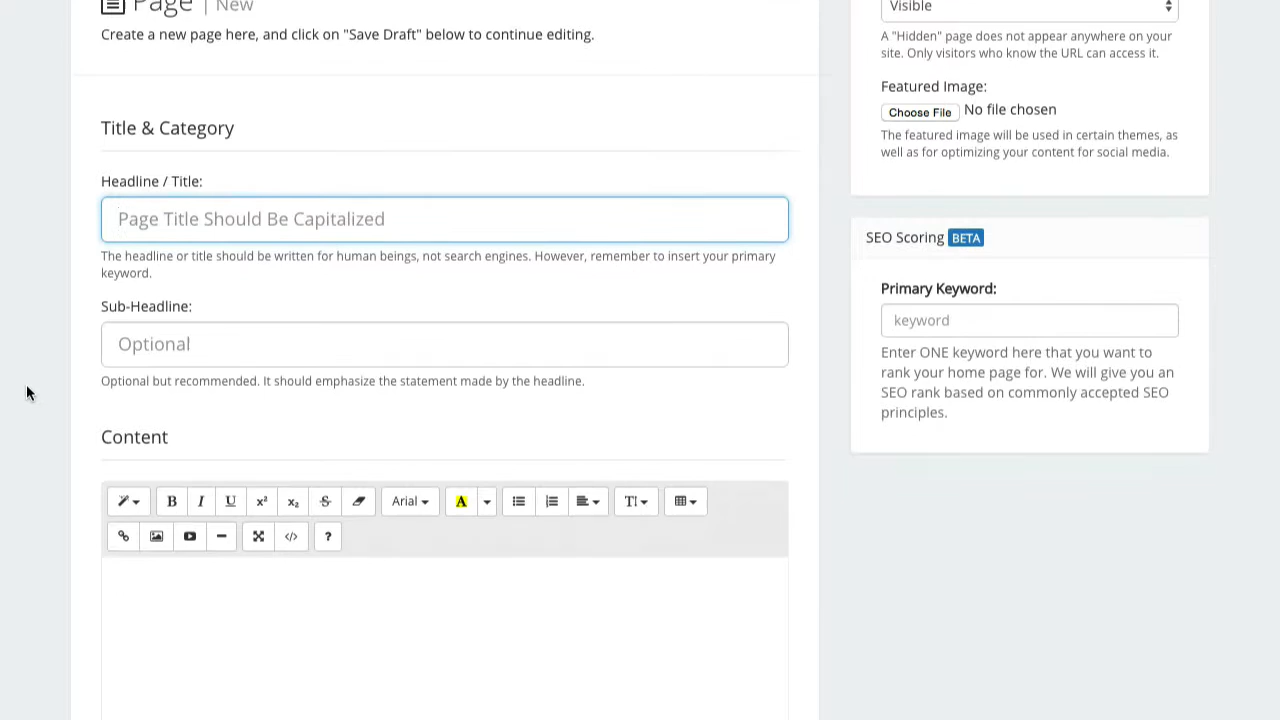 Page | New
Create a new page here, and click on "Save Draft" below to continue editing.
Title & Category
Headline / Title:
Page Title Should Be Capitalized
The headline or title should be written for human beings, not search engines. However, remember to insert your primary
keyword.
Sub-Headline:
Optional
Optional but recommended. It should emphasize the statement made by the headline.
Content
B I U x² x₂ S Arial A T
</> ?
Visible
A "Hidden" page does not appear anywhere on your
site. Only visitors who know the URL can access it.
Featured Image:
Choose File No file chosen
The featured image will be used in certain themes, as
well as for optimizing your content for social media.
SEO Scoring BETA
Primary Keyword:
keyword
Enter ONE keyword here that you want to
rank your home page for. We will give you an
SEO rank based on commonly accepted SEO
principles.